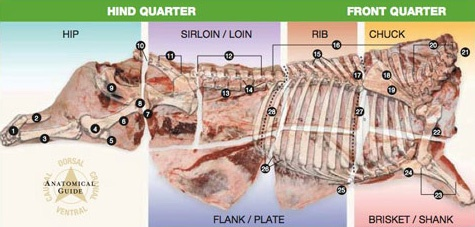 HIND QUARTER
FRONT QUARTER
HIP
SIRLOIN / LOIN
RIB
CHUCK
10
11
12
16
20
21
15
17
18
9
13
14
19
8
7
28
27
2
1
3
4
6
5
22
26
25
24
23
DORSAL
CAUDAL
CRANIAL
ANATOMICAL
GUIDE
VENTRAL
FLANK / PLATE
BRISKET / SHANK